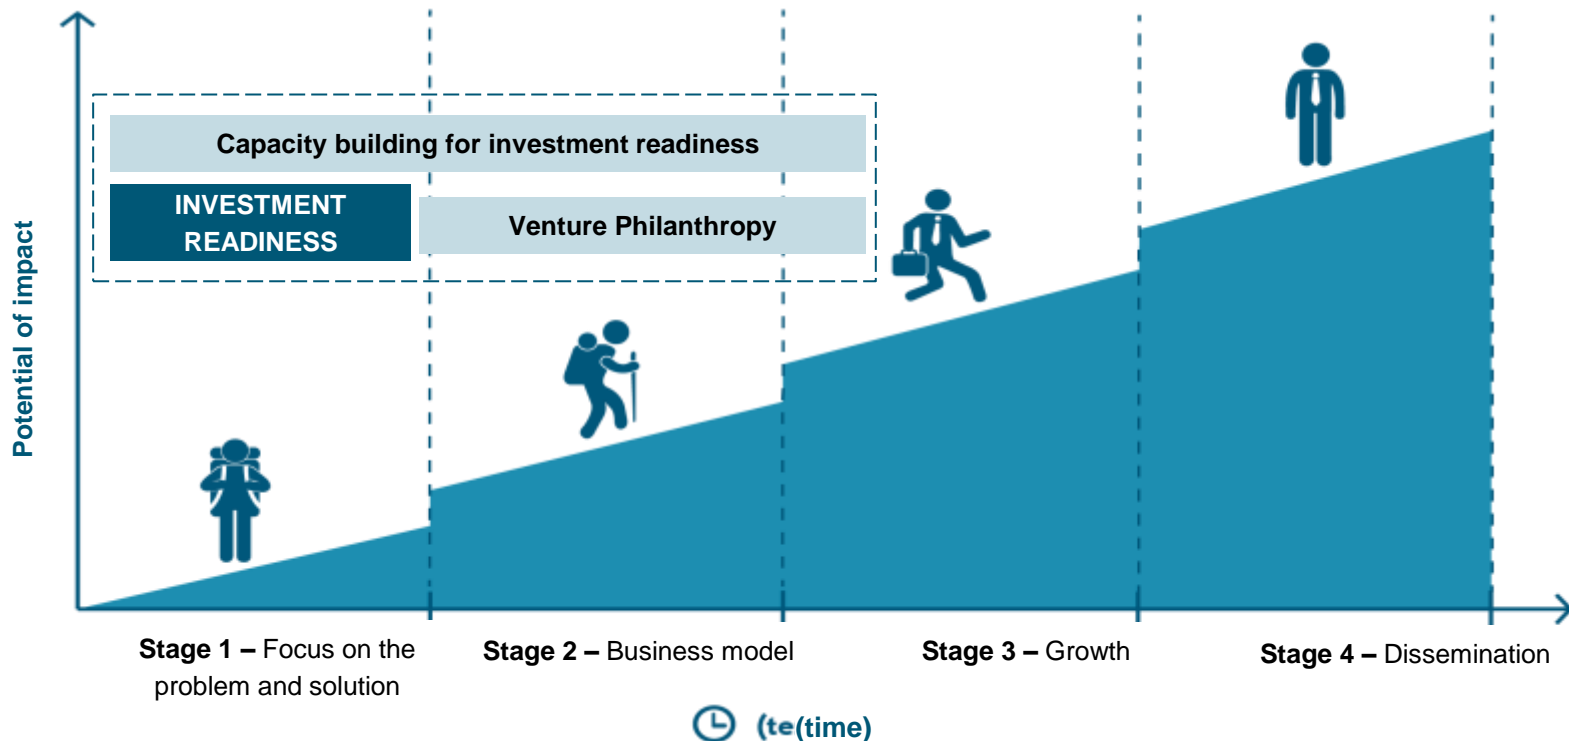 Capacity building for investment readiness
INVESTMENT
READINESS
Venture Philanthropy
Potential of impact
Stage 1 – Focus on the
problem and solution
Stage 2 – Business model
Stage 3 – Growth
Stage 4 – Dissemination
(te(time)